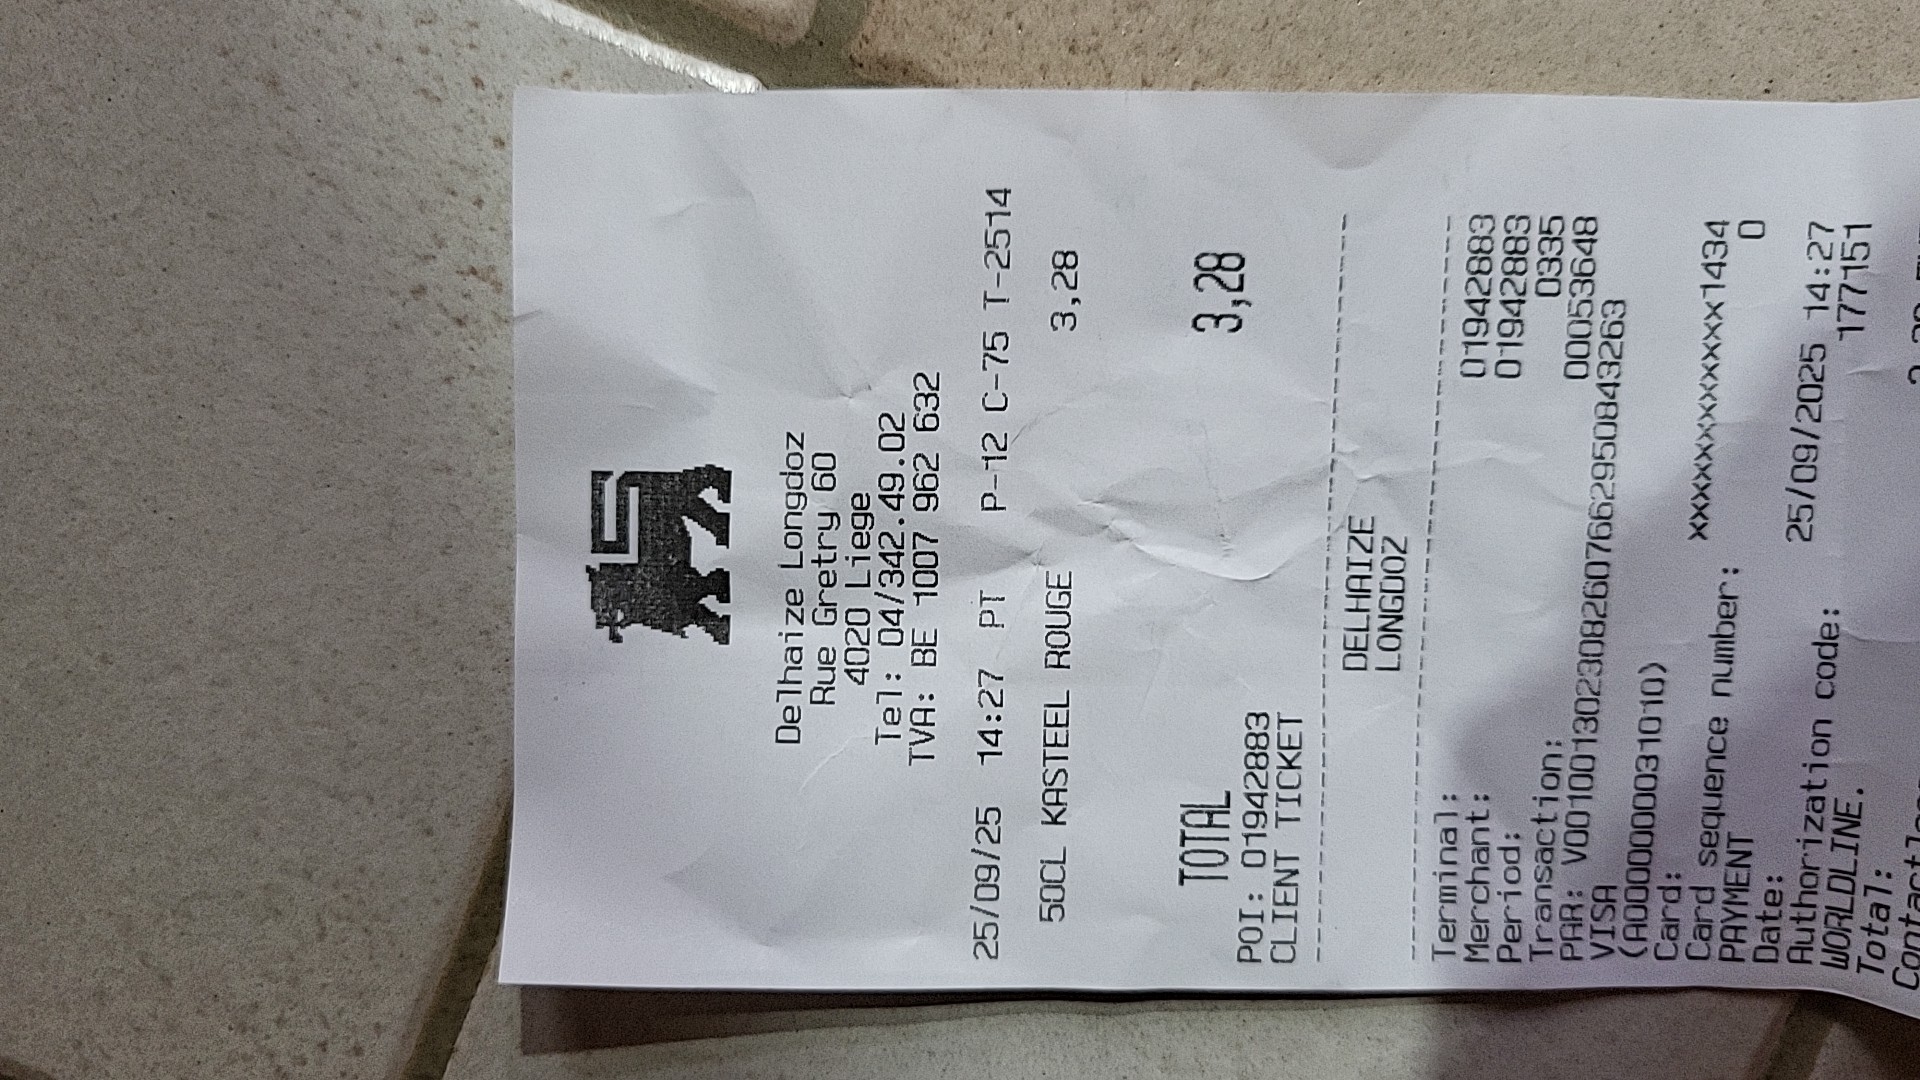 Delhaize Longdoz
Rue Gretry 60
4020 Liege
Tel: 04/342.49.02
TVA: BE 1007 962 632
25/09/25 14:27 PT P-12 C-75 T-2514
50CL KASTEEL ROUGE 3,28
TOTAL 3,28
POI: 01942883
CLIENT TICKET
--------------------------------
DELHAIZE
LONGDOZ
--------------------------------
Terminal: 01942883
Merchant: 01942883
Period: 0335
Transaction: 000053648
PAR: V0010013023082607662950843263
VISA
(A0000000031010)
Card: xxxxxxxxxxxx1434
Card sequence number: 0
PAYMENT
Date: 25/09/2025 14:27
Authorization code: 177151
WORLDLINE.
Total: